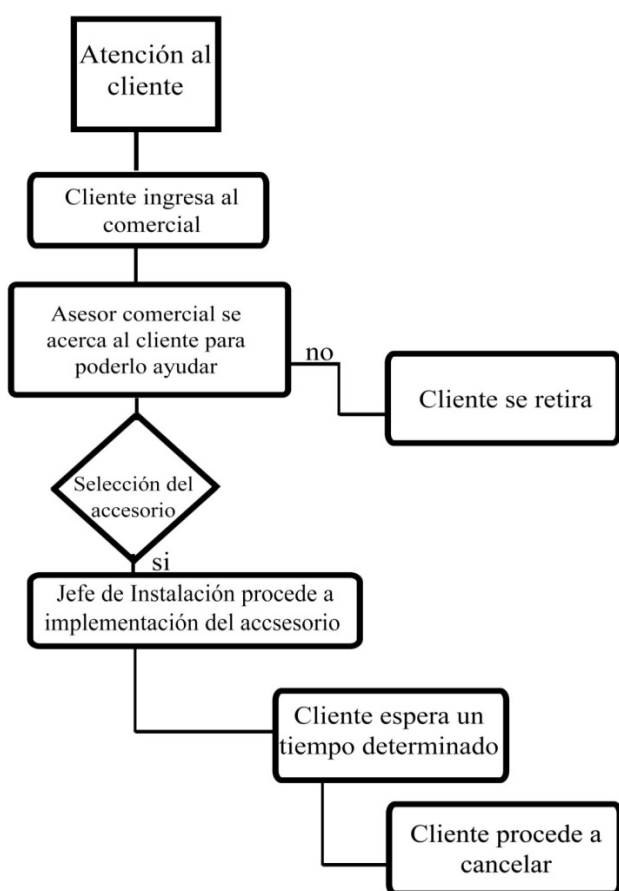 Atención al
cliente
Cliente ingresa al
comercial
Asesor comercial se
acerca al cliente para
poderlo ayudar
no
Cliente se retira
Selección del
accesorio
si
Jefe de Instalación procede a
implementación del accsesorio
Cliente espera un
tiempo determinado
Cliente procede a
cancelar